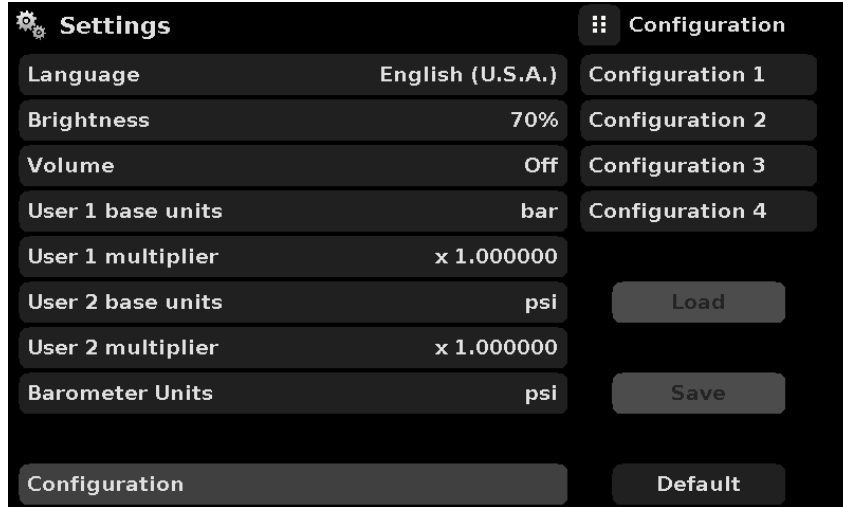 Settings
Language English (U.S.A.)
Brightness 70%
Volume Off
User 1 base units bar
User 1 multiplier x 1.000000
User 2 base units psi
User 2 multiplier x 1.000000
Barometer Units psi
Configuration
Configuration
Configuration 1
Configuration 2
Configuration 3
Configuration 4
Load
Save
Default